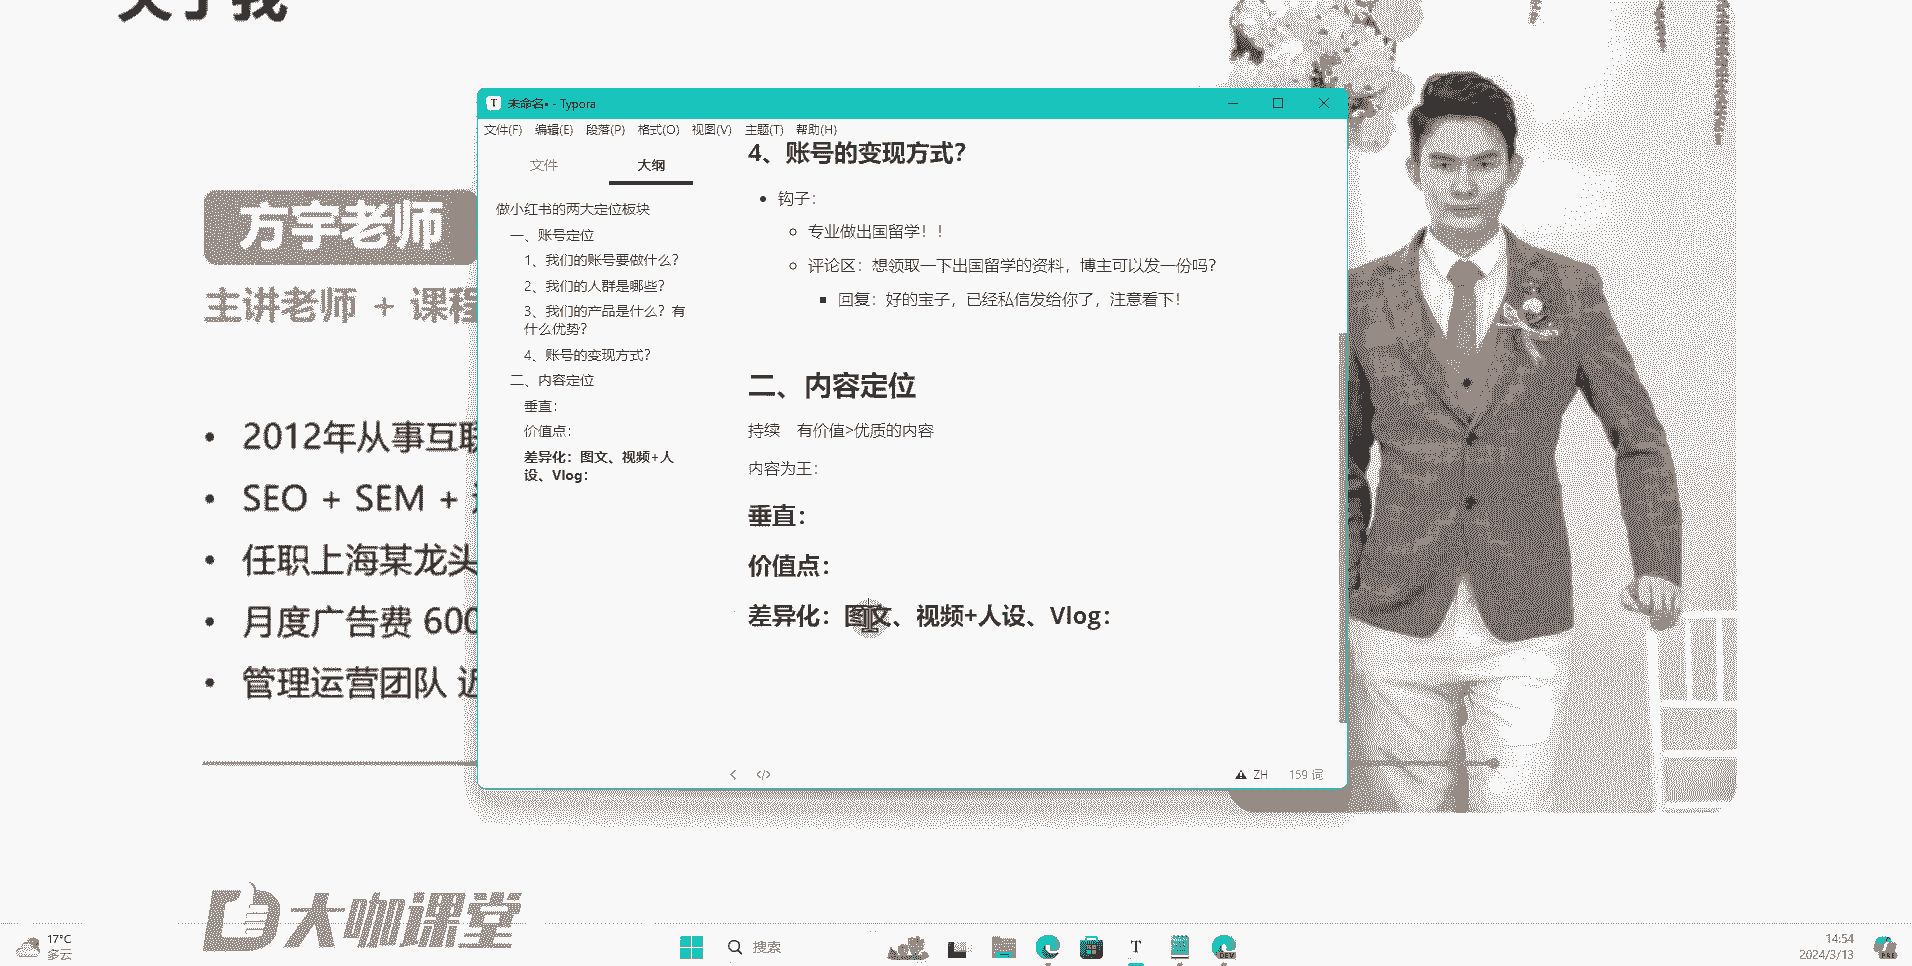 关于我
方宇老师
主讲老师 + 课程
• 2012年从事互联
• SEO + SEM +
• 任职上海某龙头
• 月度广告费 600
• 管理运营团队 近
大咖课堂
未命名• - Typora
文件(F) 编辑(E) 段落(P) 格式(O) 视图(V) 主题(T) 帮助(H)
文件 大纲
做小红书的两大定位板块
一、账号定位
1、我们的账号要做什么？
2、我们的人群是哪些？
3、我们的产品是什么？有
什么优势？
4、账号的变现方式？
二、内容定位
垂直：
价值点：
差异化：图文、视频+人
设、Vlog：
4、账号的变现方式？
钩子：
专业做出国留学！！
评论区：想领取一下出国留学的资料，博主可以发一份吗？
回复：好的宝子，已经私信发给你了，注意看下！
二、内容定位
持续 有价值>优质的内容
内容为王：
垂直：
价值点：
差异化：图文、视频+人设、Vlog：
</> ZH 159 词
17°C
多云
搜索
14:54
2024/3/13
PRE
DEV